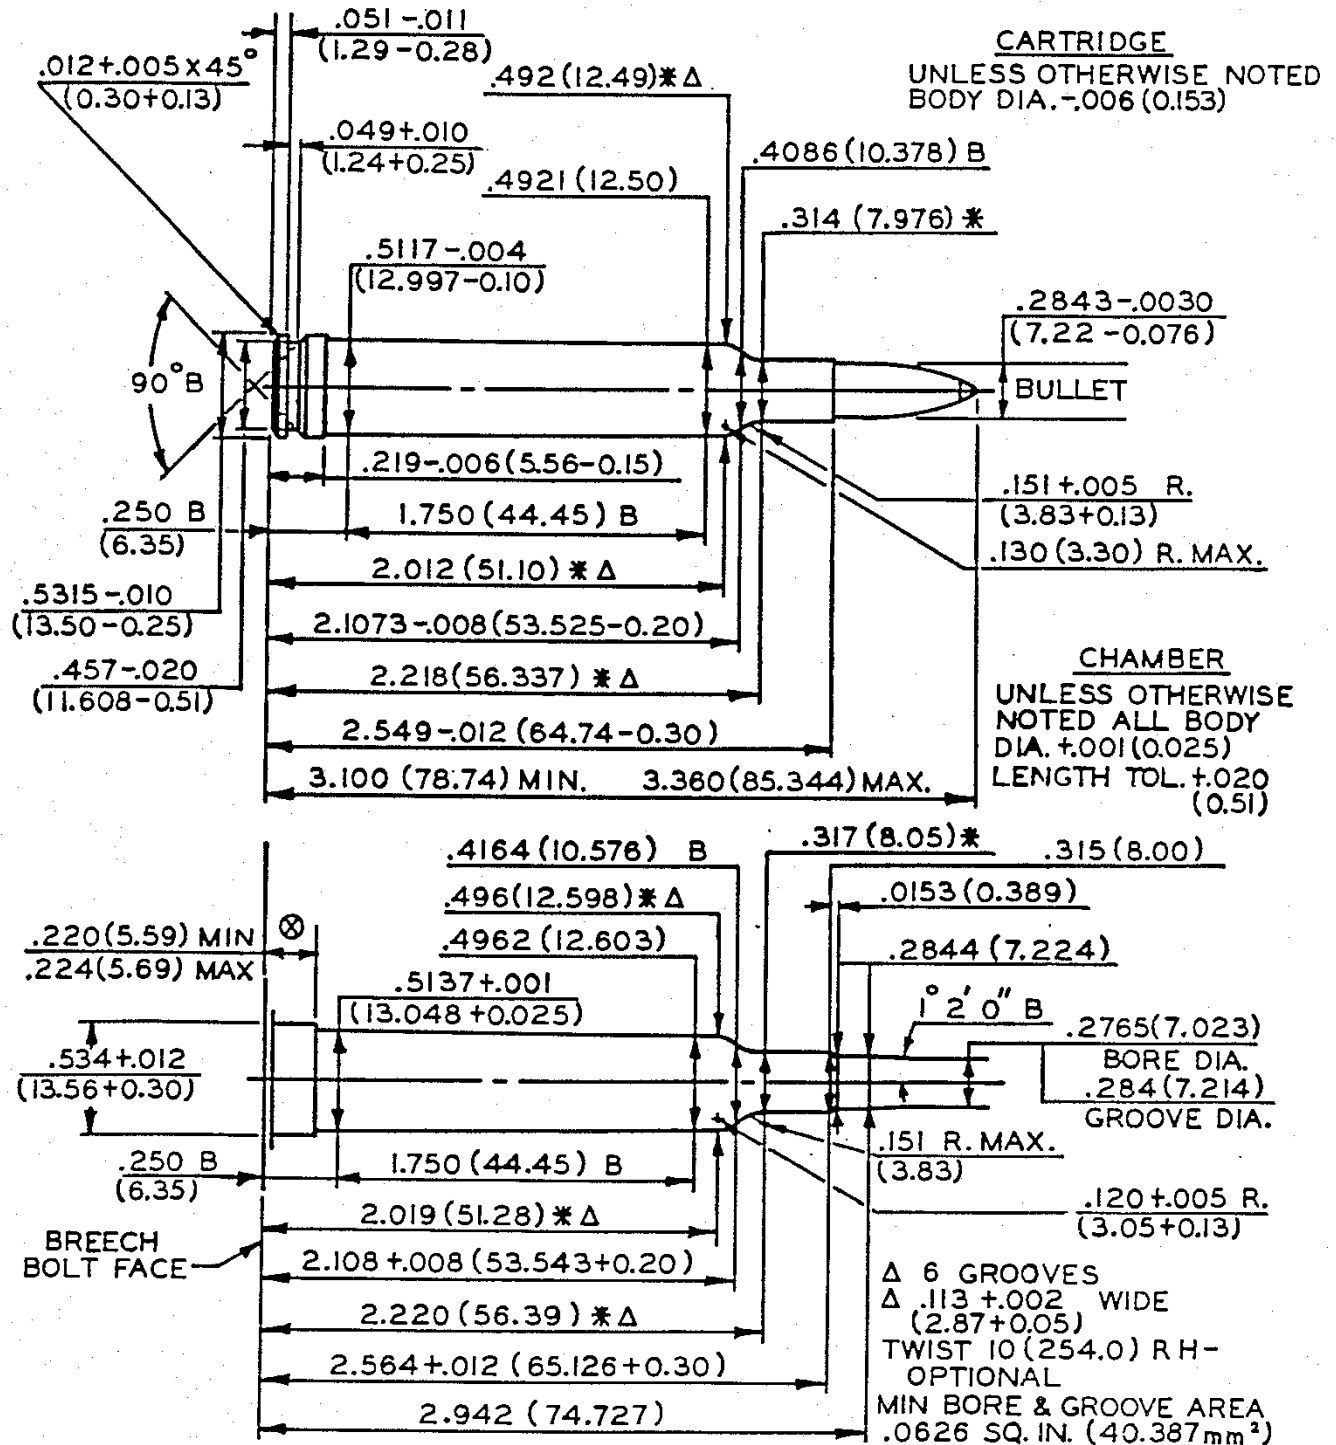 .051-.011
(1.29-0.28)
.012+.005x45°
(0.30+0.13)
.492(12.49)*Δ
CARTRIDGE
UNLESS OTHERWISE NOTED
BODY DIA.-.006(0.153)
.049+.010
(1.24+0.25)
.4086(10.378) B
.4921(12.50)
.314 (7.976)*
.5117-.004
(12.997-0.10)
.2843-.0030
(7.22 -0.076)
90°B
BULLET
.219-.006(5.56-0.15)
.151+.005 R.
(3.83+0.13)
.250 B
(6.35)
1.750(44.45) B
.130(3.30) R. MAX.
2.012(51.10)*Δ
.5315-.010
(13.50-0.25)
2.1073-.008(53.525-0.20)
.457-.020
(11.608-0.51)
2.218(56.337)*Δ
CHAMBER
UNLESS OTHERWISE
NOTED ALL BODY
DIA.+.001(0.025)
LENGTH TOL.+.020
(0.51)
2.549-.012 (64.74-0.30)
3.100 (78.74) MIN. 3.360(85.344) MAX.
.4164(10.576) B
.317(8.05)*
.315(8.00)
.496(12.598)*Δ
.0153(0.389)
⊗
.220(5.59) MIN
.224(5.69) MAX
.4962(12.603)
.2844(7.224)
.5137+.001
(13.048+0.025)
1° 2' 0" B
.2765(7.023)
BORE DIA.
.284(7.214)
GROOVE DIA.
.534+.012
(13.56+0.30)
.151 R. MAX.
(3.83)
.250 B
(6.35)
1.750(44.45) B
.120+.005 R.
(3.05+0.13)
2.019(51.28)*Δ
BREECH
BOLT FACE
2.108+.008(53.543+0.20)
2.220(56.39)*Δ
2.564+.012 (65.126+0.30)
2.942 (74.727)
Δ 6 GROOVES
Δ .113 +.002 WIDE
(2.87+0.05)
TWIST 10(254.0) RH-
OPTIONAL
MIN BORE & GROOVE AREA
.0626 SQ. IN. (40.387mm²)